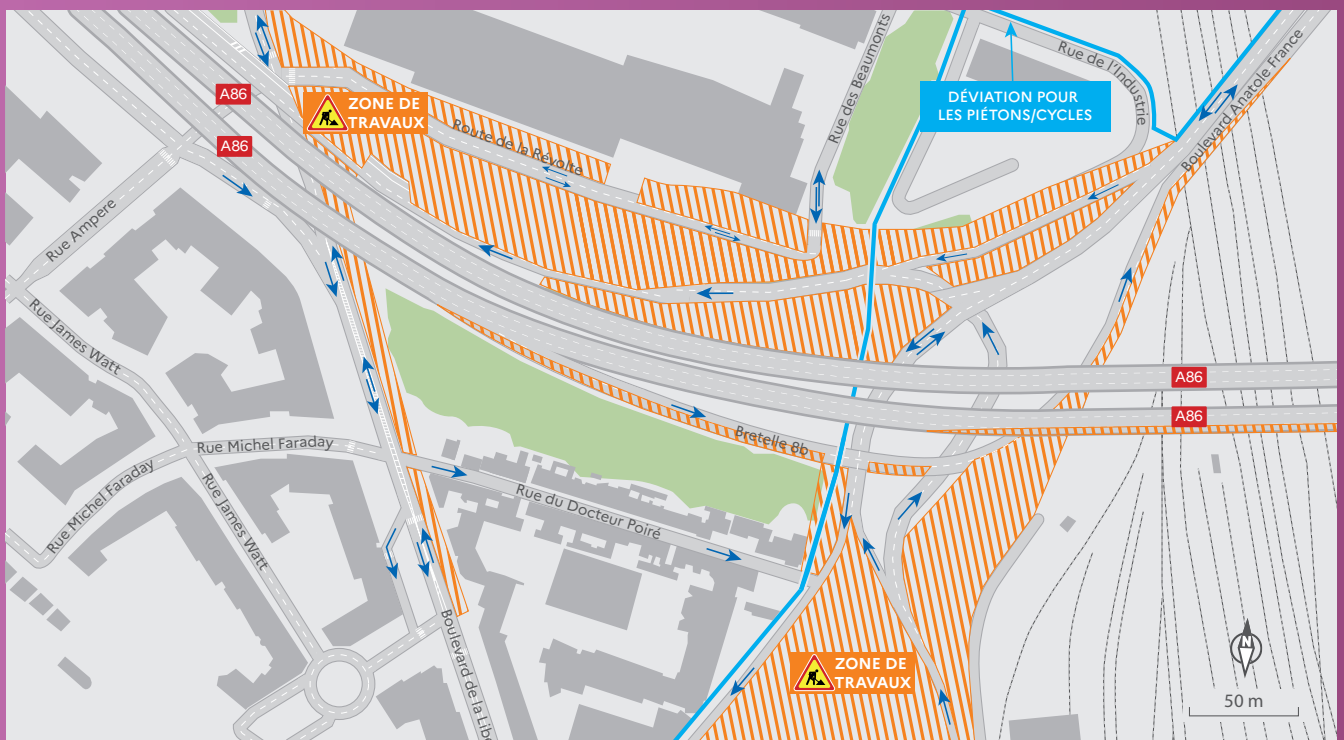 A86
A86
ZONE DE
TRAVAUX
Route de la Révolte
Rue des Beaumonts
Rue de l'Industrie
DÉVIATION POUR
LES PIÉTONS/CYCLES
Boulevard Anatole France
Rue Ampere
Rue James Watt
A86
A86
Bretelle 8b
Rue Michel Faraday
Rue Michel Faraday
Rue James Watt
Rue du Docteur Poiré
Boulevard de la Libe
ZONE DE
TRAVAUX
N
50 m